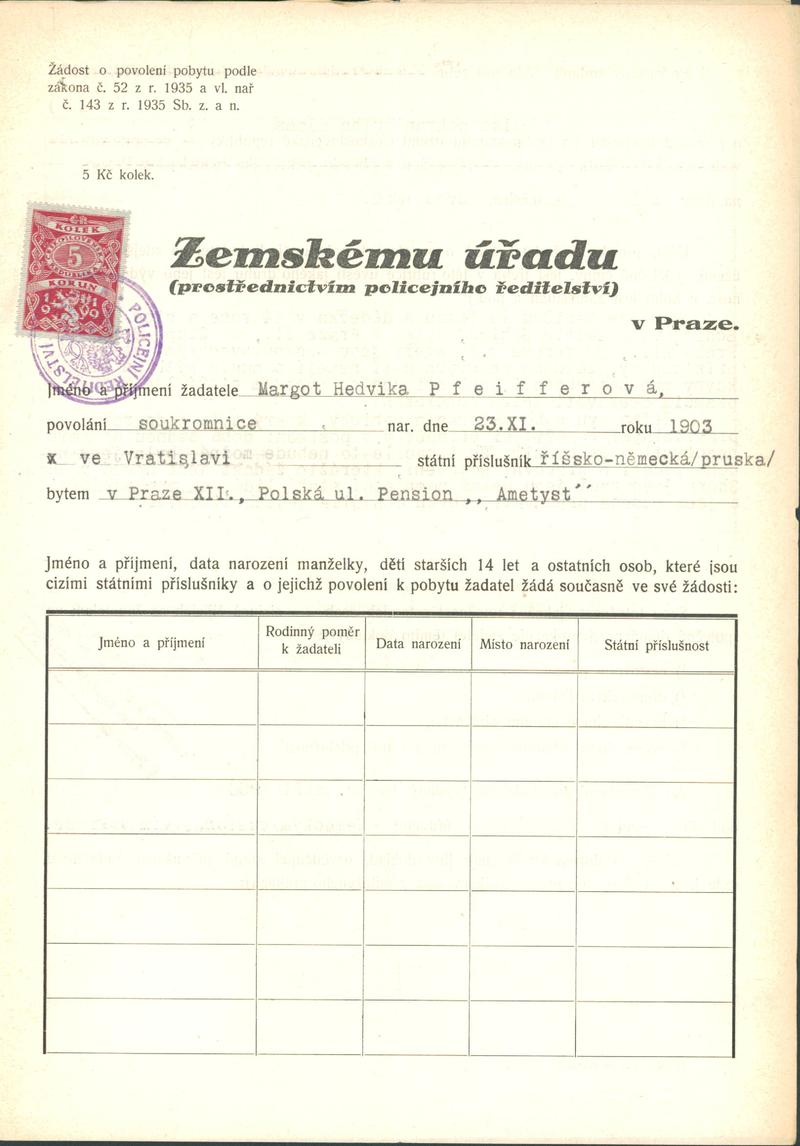 Žádost o povolení pobytu podle
zákona č. 52 z r. 1935 a vl. nař
č. 143 z r. 1935 Sb. z. a n.
5 Kč kolek.
ČR
KOLEK
5
KORUN
Zemskému úřadu
(prostřednictvím policejního ředitelství)
v Praze.
POLICEJNÍ ŘEDITELSTVÍ
Jméno a příjmení žadatele Margot Hedvika P f e i f f e r o v á,
povolání soukromnice nar. dne 23.XI. roku 1903
x ve Vratislavi státní příslušník říšsko-německá/pruska/
bytem v Praze XII., Polská ul. Pension ,, Ametyst´´
Jméno a příjmení, data narození manželky, dětí starších 14 let a ostatních osob, které jsou
cizími státními příslušníky a o jejichž povolení k pobytu žadatel žádá současně ve své žádosti:
Jméno a příjmení Rodinný poměr k žadateli Data narození Místo narození Státní příslušnost